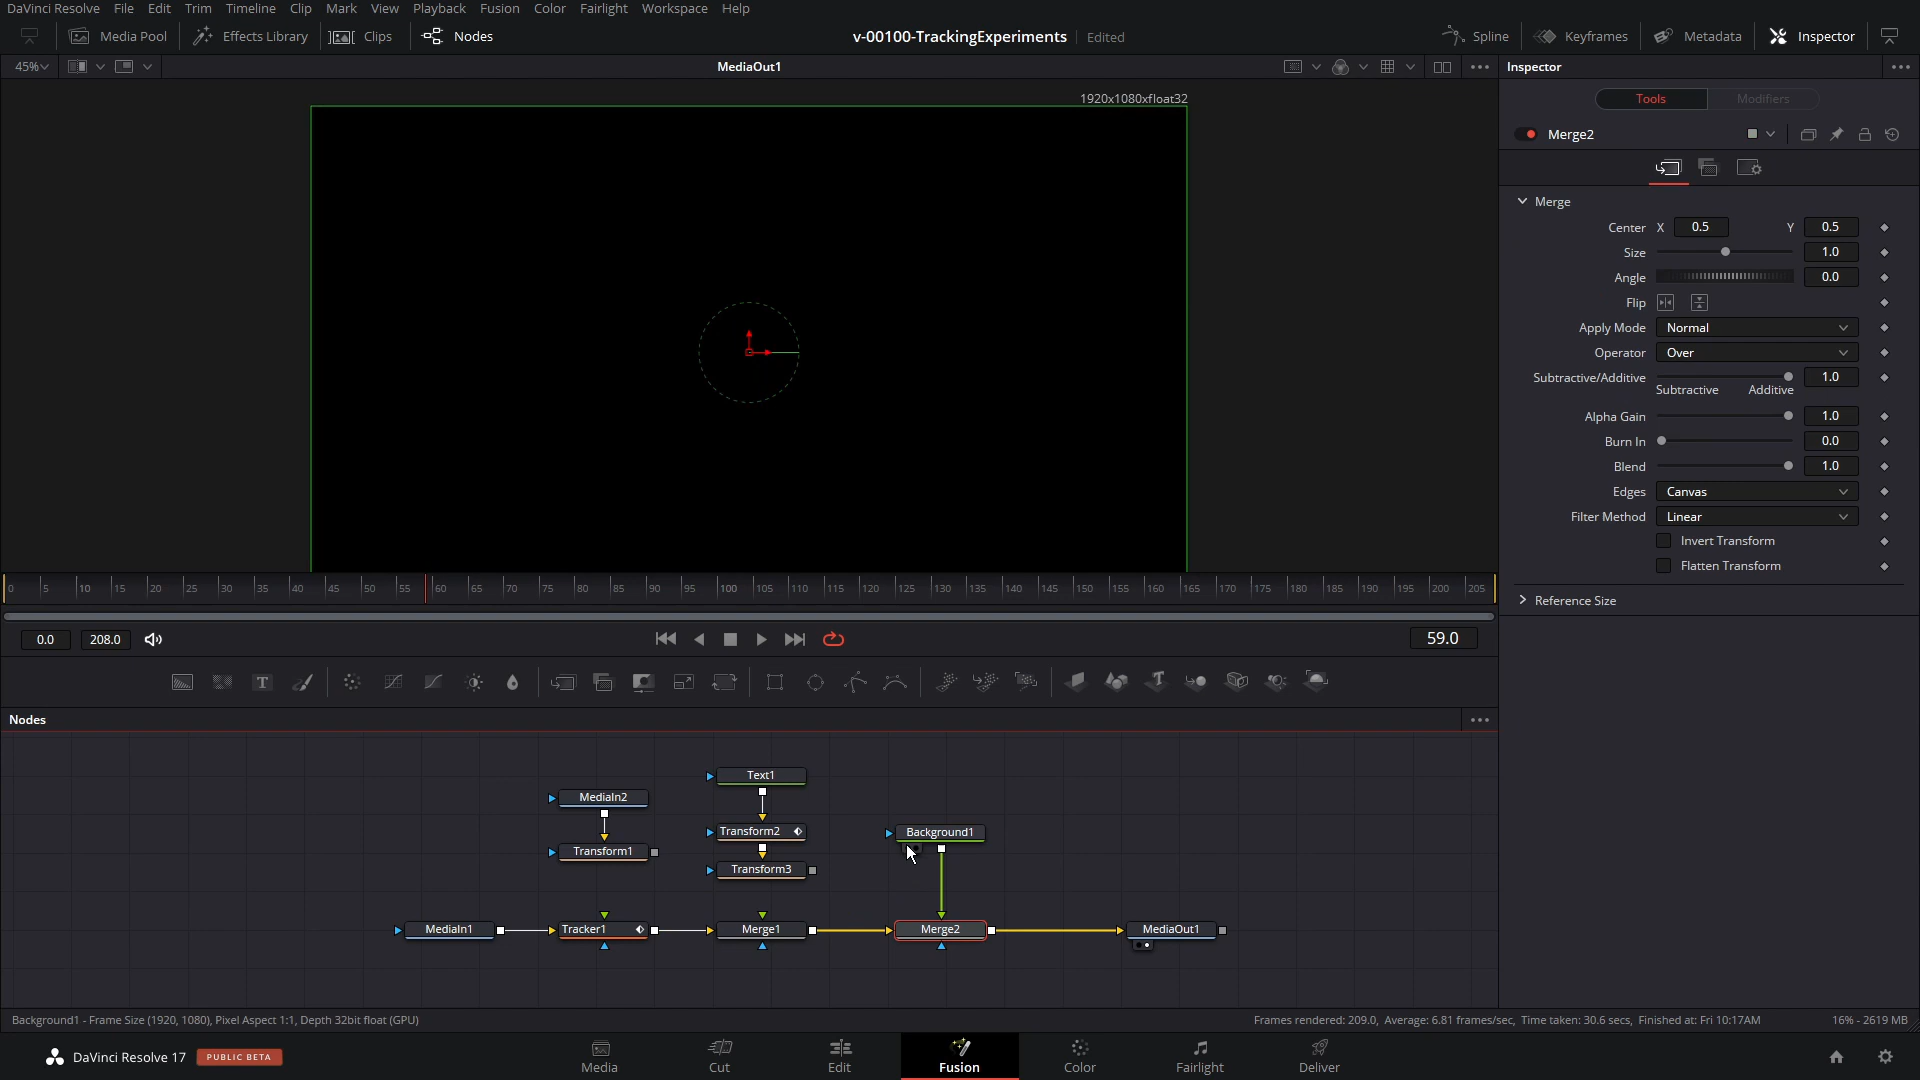 DaVinci Resolve File Edit Trim Timeline Clip Mark View Playback Fusion Color Fairlight Workspace Help
Media Pool Effects Library Clips Nodes v-00100-TrackingExperiments Edited Spline Keyframes Metadata Inspector
45% MediaOut1 Inspector
1920x1080xfloat32
Tools Modifiers
Merge2
Merge
Center X 0.5 Y 0.5
Size 1.0
Angle 0.0
Flip
Apply Mode Normal
Operator Over
Subtractive/Additive 1.0
Subtractive Additive
Alpha Gain 1.0
Burn In 0.0
Blend 1.0
Edges Canvas
Filter Method Linear
Invert Transform
Flatten Transform
Reference Size
0 5 10 15 20 25 30 35 40 45 50 55 60 65 70 75 80 85 90 95 100 105 110 115 120 125 130 135 140 145 150 155 160 165 170 175 180 185 190 195 200 205
0.0 208.0 59.0
T T
Nodes
Text1
MediaIn2
Transform2
Background1
Transform1
Transform3
MediaIn1 Tracker1 Merge1 Merge2 MediaOut1
Background1 - Frame Size (1920, 1080), Pixel Aspect 1:1, Depth 32bit float (GPU) Frames rendered: 209.0, Average: 6.81 frames/sec, Time taken: 30.6 secs, Finished at: Fri 10:17AM 16% - 2619 MB
DaVinci Resolve 17 PUBLIC BETA Media Cut Edit Fusion Color Fairlight Deliver